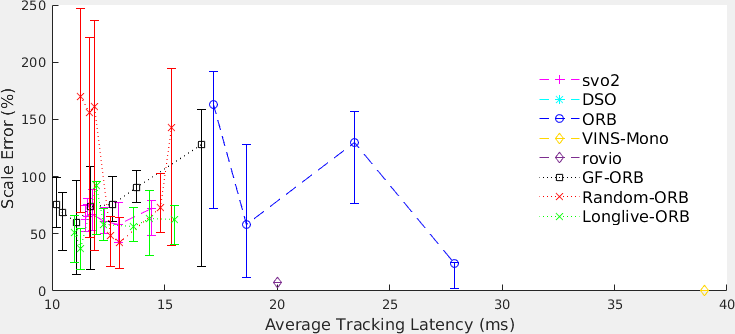 250
200
150
100
50
0
Scale Error (%)
svo2
DSO
ORB
VINS-Mono
rovio
GF-ORB
Random-ORB
Longlive-ORB
10 15 20 25 30 35 40
Average Tracking Latency (ms)